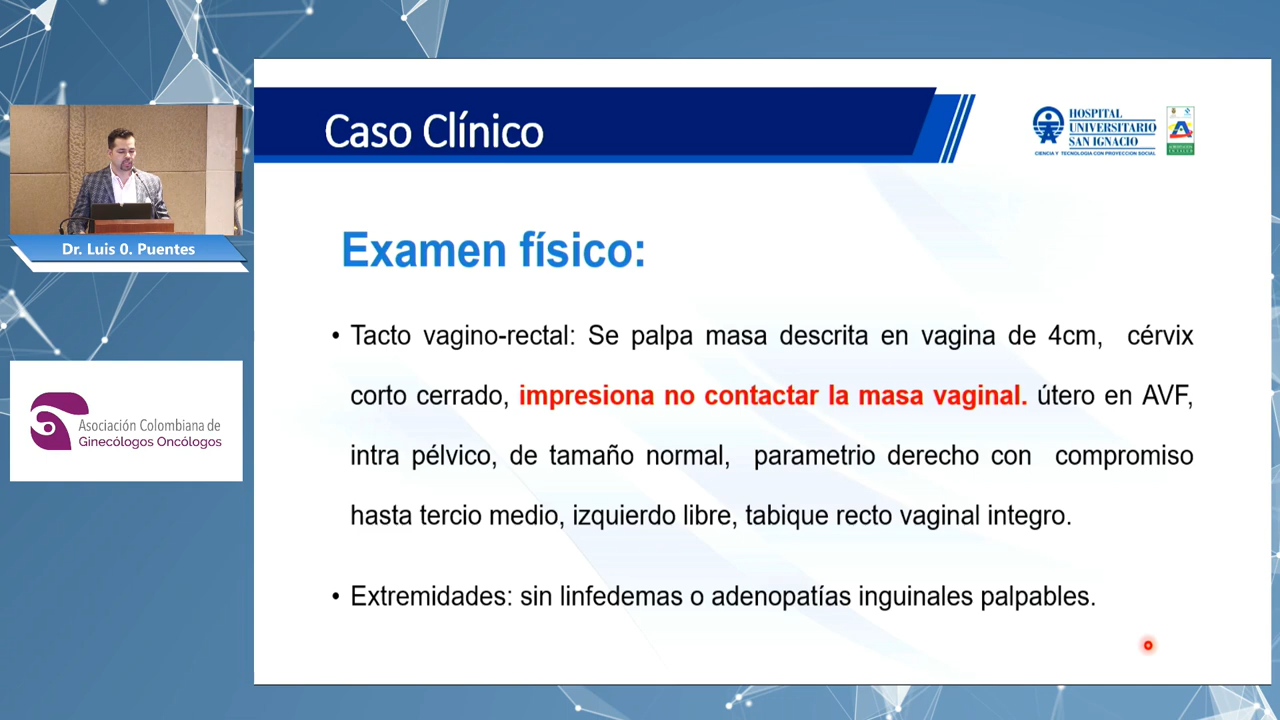 Caso Clínico
HOSPITAL
UNIVERSITARIO
SAN IGNACIO
CIENCIA Y TECNOLOGIA CON PROYECCION SOCIAL
Dr. Luis 0. Puentes
Examen físico:
• Tacto vagino-rectal: Se palpa masa descrita en vagina de 4cm, cérvix
corto cerrado, impresiona no contactar la masa vaginal. útero en AVF,
intra pélvico, de tamaño normal, parametrio derecho con compromiso
hasta tercio medio, izquierdo libre, tabique recto vaginal integro.
• Extremidades: sin linfedemas o adenopatías inguinales palpables.
Asociación Colombiana de
Ginecólogos Oncólogos